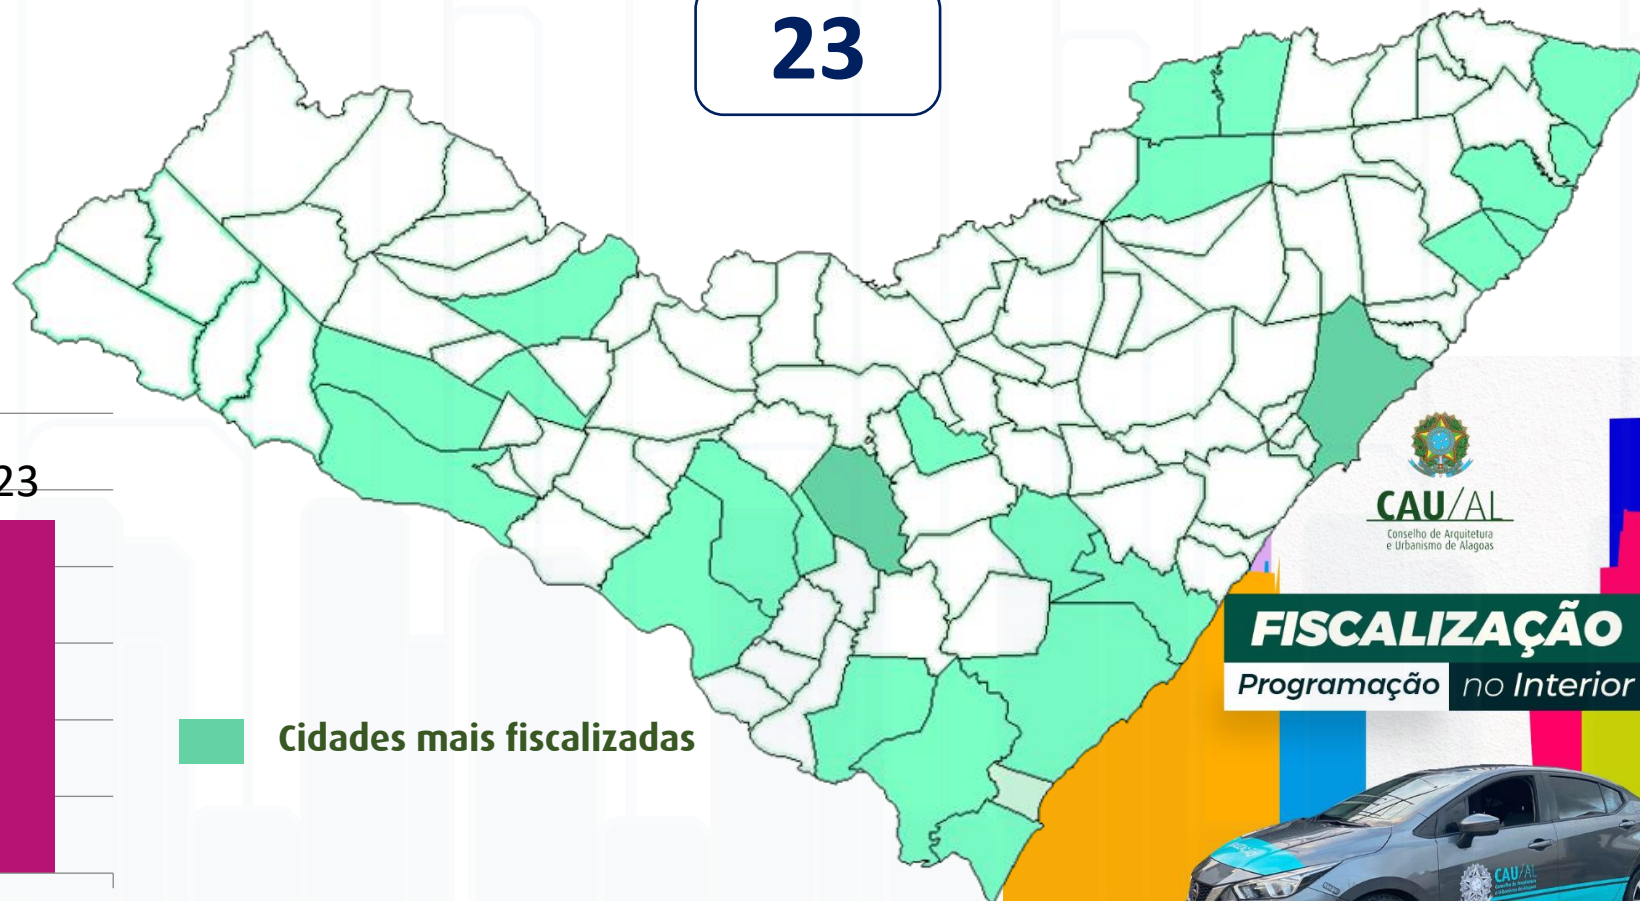 23
23
Cidades mais fiscalizadas
CAU/AL
Conselho de Arquitetura
e Urbanismo de Alagoas
FISCALIZAÇÃO
Programação no Interior
CAU/AL